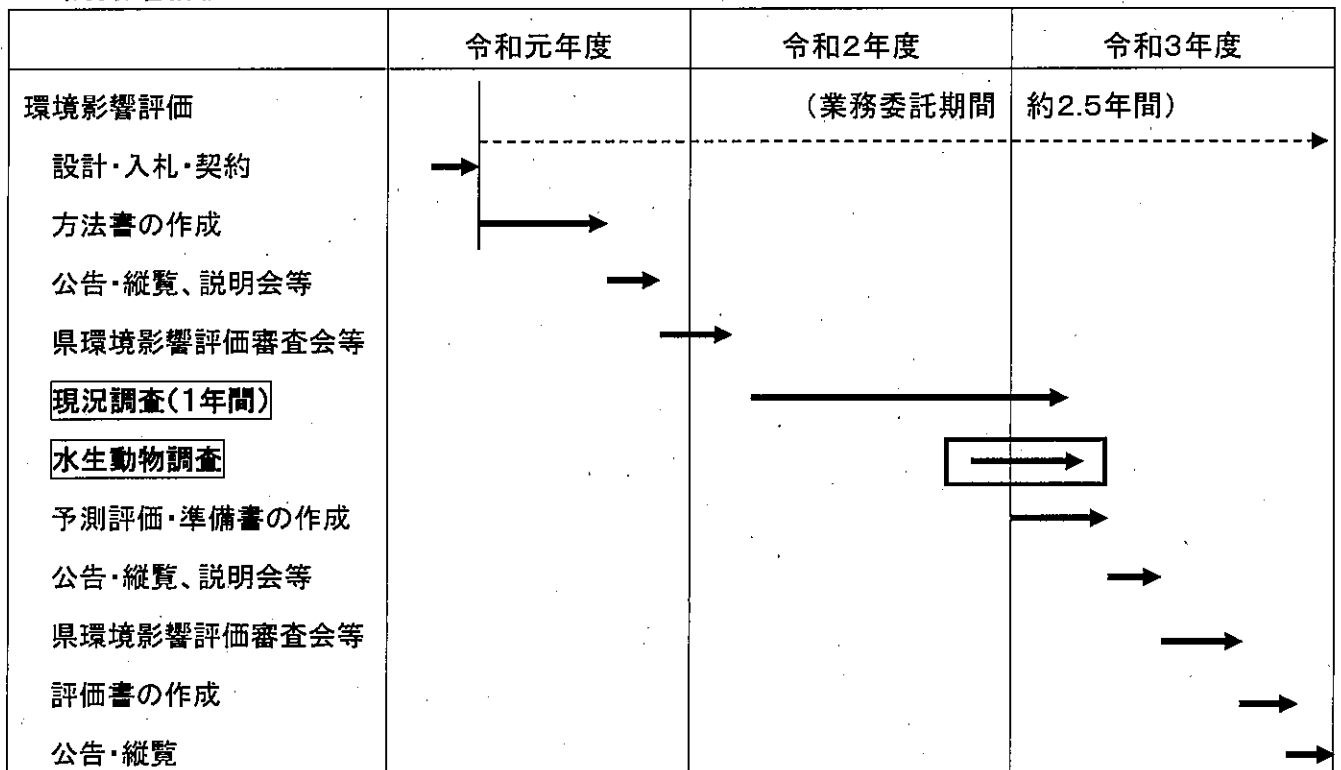 令和元年度 令和2年度 令和3年度
環境影響評価 (業務委託期間 約2.5年間)
設計・入札・契約
方法書の作成
公告・縦覧、説明会等
県環境影響評価審査会等
現況調査(1年間)
水生動物調査
予測評価・準備書の作成
公告・縦覧、説明会等
県環境影響評価審査会等
評価書の作成
公告・縦覧